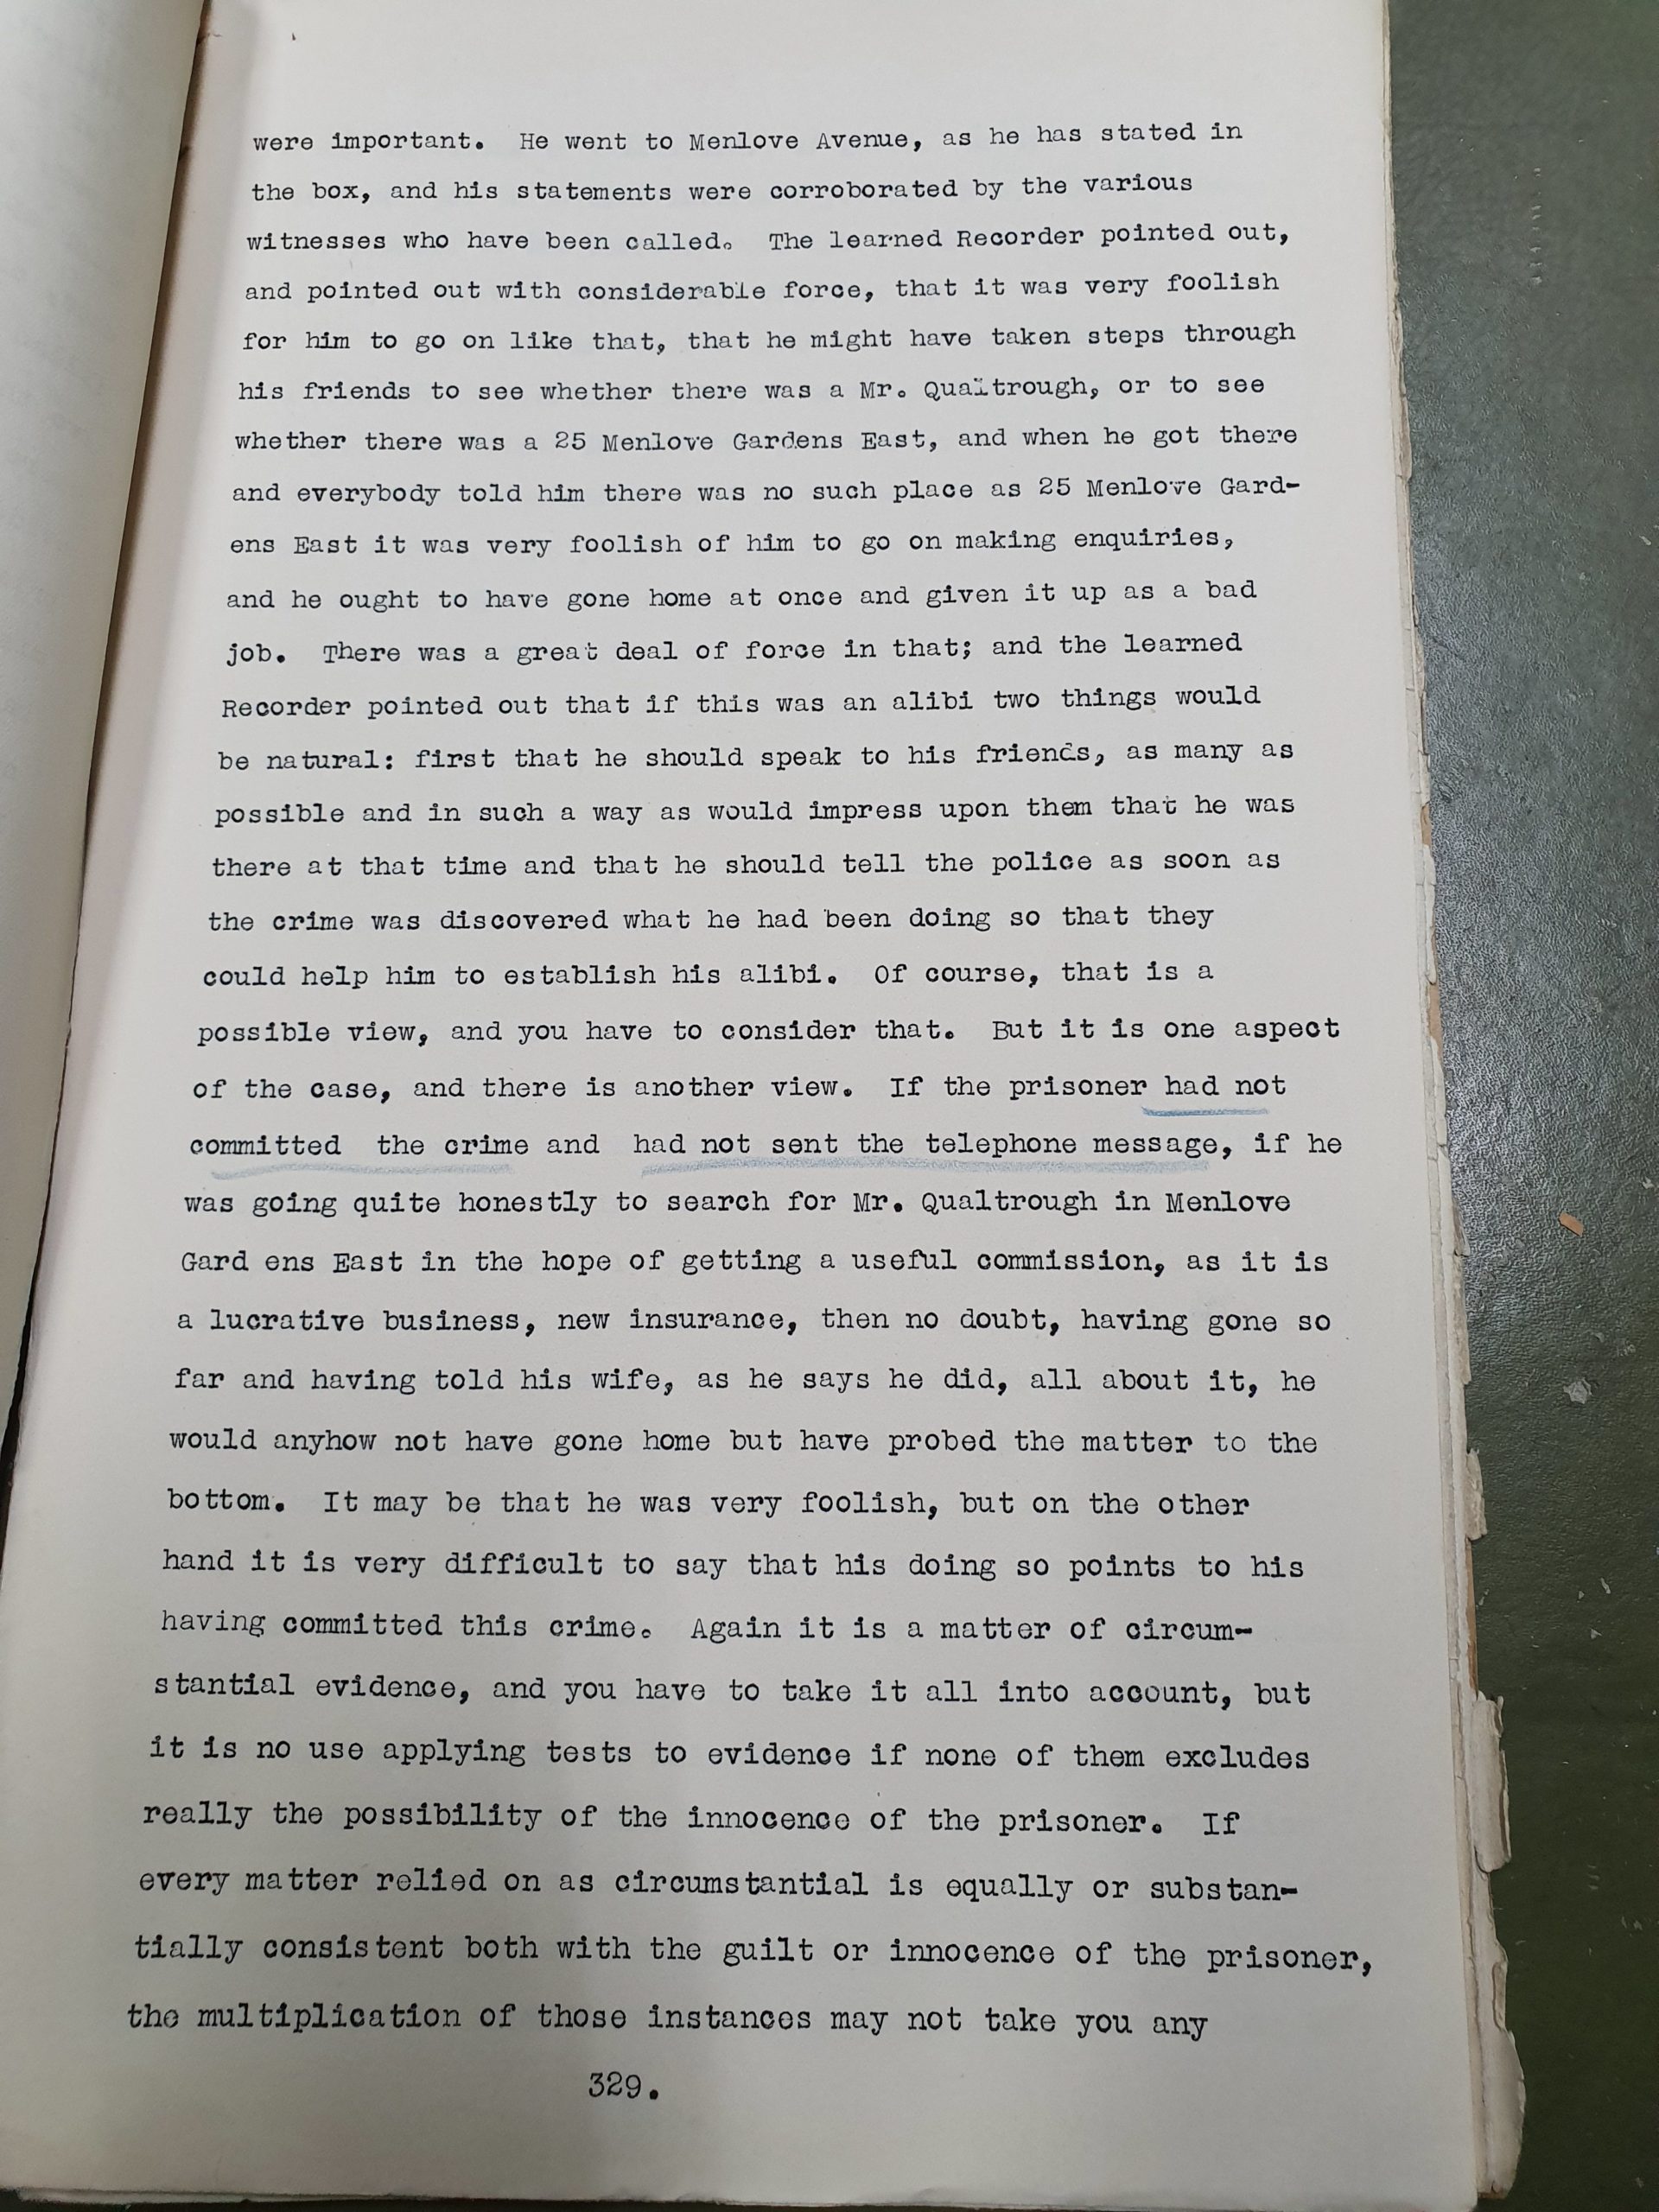 were important.  He went to Menlove Avenue, as he has stated in
the box, and his statements were corroborated by the various
witnesses who have been called.  The learned Recorder pointed out,
and pointed out with considerable force, that it was very foolish
for him to go on like that, that he might have taken steps through
his friends to see whether there was a Mr. Qualtrough, or to see
whether there was a 25 Menlove Gardens East, and when he got there
and everybody told him there was no such place as 25 Menlove Gard-
ens East it was very foolish of him to go on making enquiries,
and he ought to have gone home at once and given it up as a bad
job.  There was a great deal of force in that; and the learned
Recorder pointed out that if this was an alibi two things would
be natural: first that he should speak to his friends, as many as
possible and in such a way as would impress upon them that he was
there at that time and that he should tell the police as soon as
the crime was discovered what he had been doing so that they
could help him to establish his alibi.  Of course, that is a
possible view, and you have to consider that.  But it is one aspect
of the case, and there is another view.  If the prisoner had not
committed the crime and had not sent the telephone message, if he
was going quite honestly to search for Mr. Qualtrough in Menlove
Gard ens East in the hope of getting a useful commission, as it is
a lucrative business, new insurance, then no doubt, having gone so
far and having told his wife, as he says he did, all about it, he
would anyhow not have gone home but have probed the matter to the
bottom.  It may be that he was very foolish, but on the other
hand it is very difficult to say that his doing so points to his
having committed this crime.  Again it is a matter of circum-
stantial evidence, and you have to take it all into account, but
it is no use applying tests to evidence if none of them excludes
really the possibility of the innocence of the prisoner.  If
every matter relied on as circumstantial is equally or substan-
tially consistent both with the guilt or innocence of the prisoner,
the multiplication of those instances may not take you any
329.